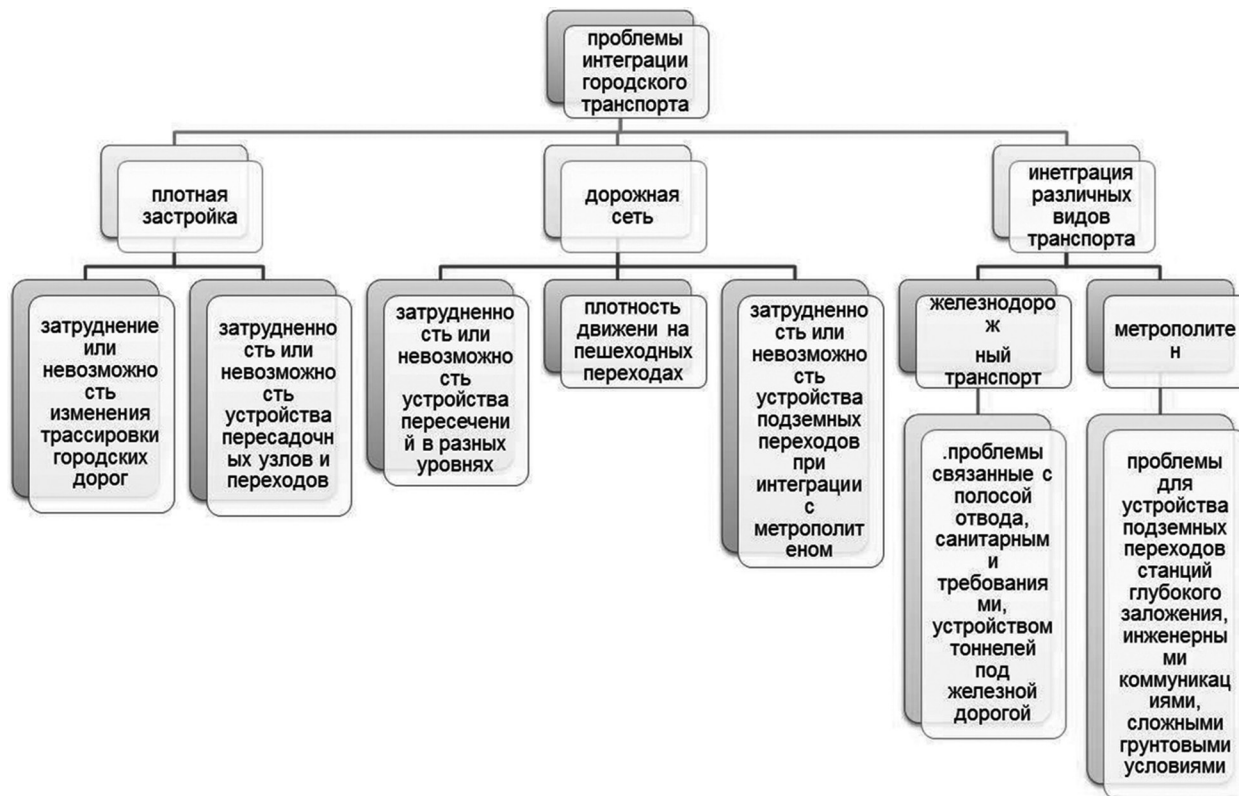 проблемы
интеграции
городского
транспорта
плотная
застройка
дорожная
сеть
инетграция
различных
видов
транспорта
затруднение
или
невозможно
сть
изменения
трассировки
городских
дорог
затрудненно
сть или
невозможно
сть
устройства
пересадочн
ых узлов и
переходов
затрудненно
сть или
невозможно
сть
устройства
пересечени
й в разных
уровнях
плотность
движени на
пешеходных
переходах
затрудненно
сть или
невозможно
сть
устройства
подземных
переходов
при
интеграции
с
метрополит
еном
железнодорож
ный
транспорт
.проблемы
связанные с
полосой
отвода,
санитарным
и
требования
ми,
устройством
тоннелей
под
железной
дорогой
метрополите
н
проблемы
для
устройства
подземных
переходов
станций
глубокого
заложения,
инженерны
ми
коммуникац
иями,
сложными
грунтовыми
условиями